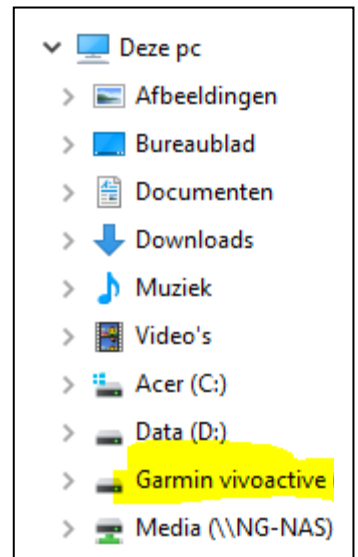 Deze pc
Afbeeldingen
Bureaublad
Documenten
Downloads
Muziek
Video's
Acer (C:)
Data (D:)
Garmin vivoactive (
Media (\\NG-NAS)